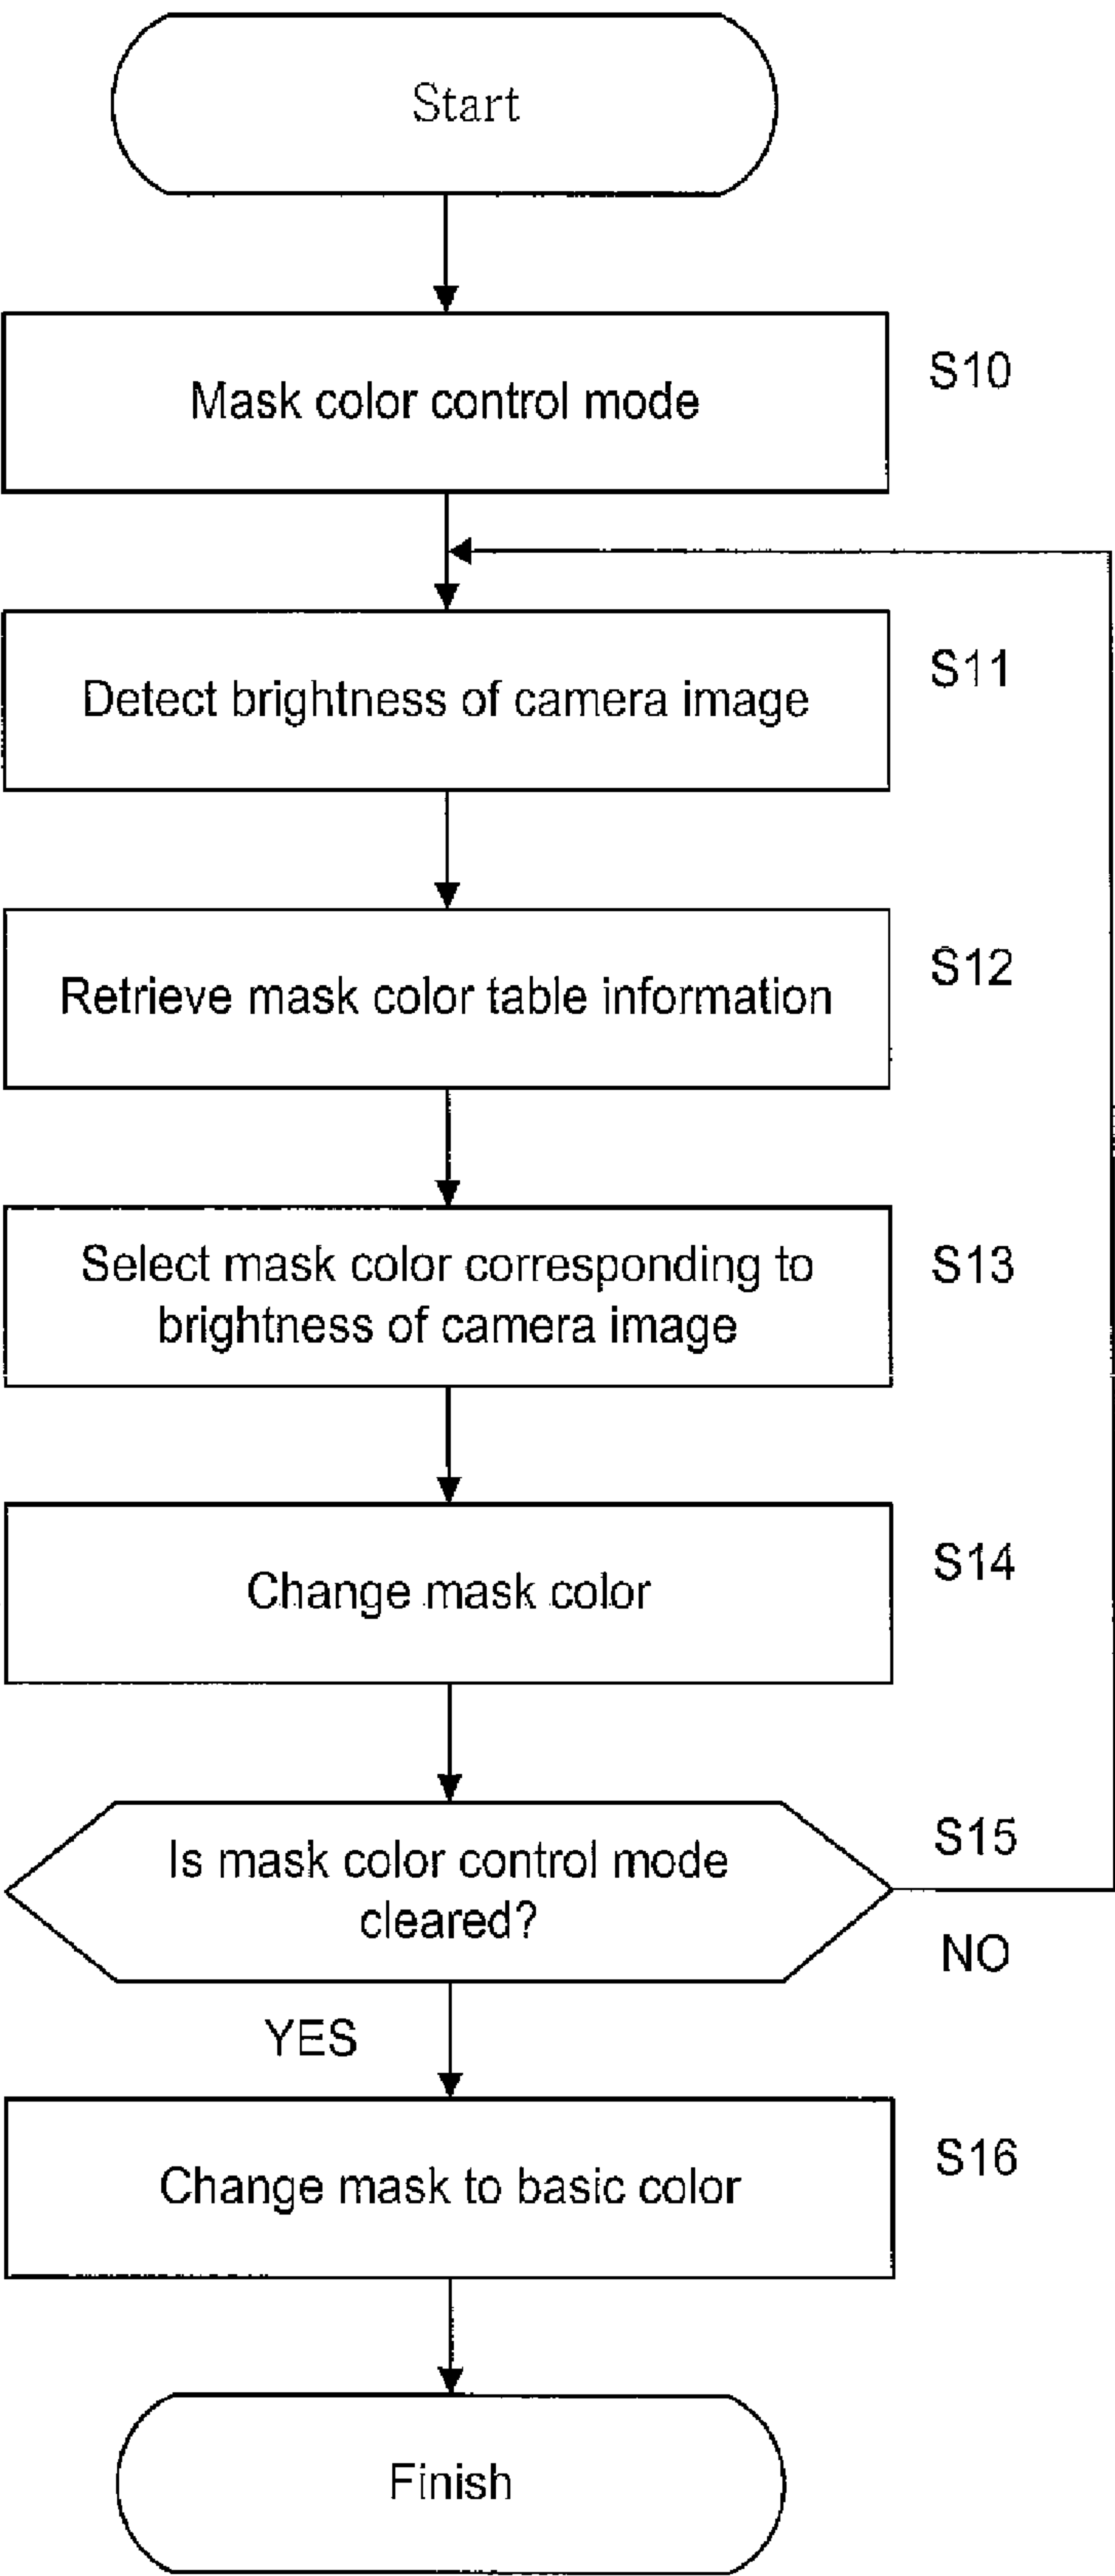 Start
Mask color control mode
S10
Detect brightness of camera image
S11
Retrieve mask color table information
S12
Select mask color corresponding to
brightness of camera image
S13
Change mask color
S14
Is mask color control mode
cleared?
S15
NO
YES
Change mask to basic color
S16
Finish